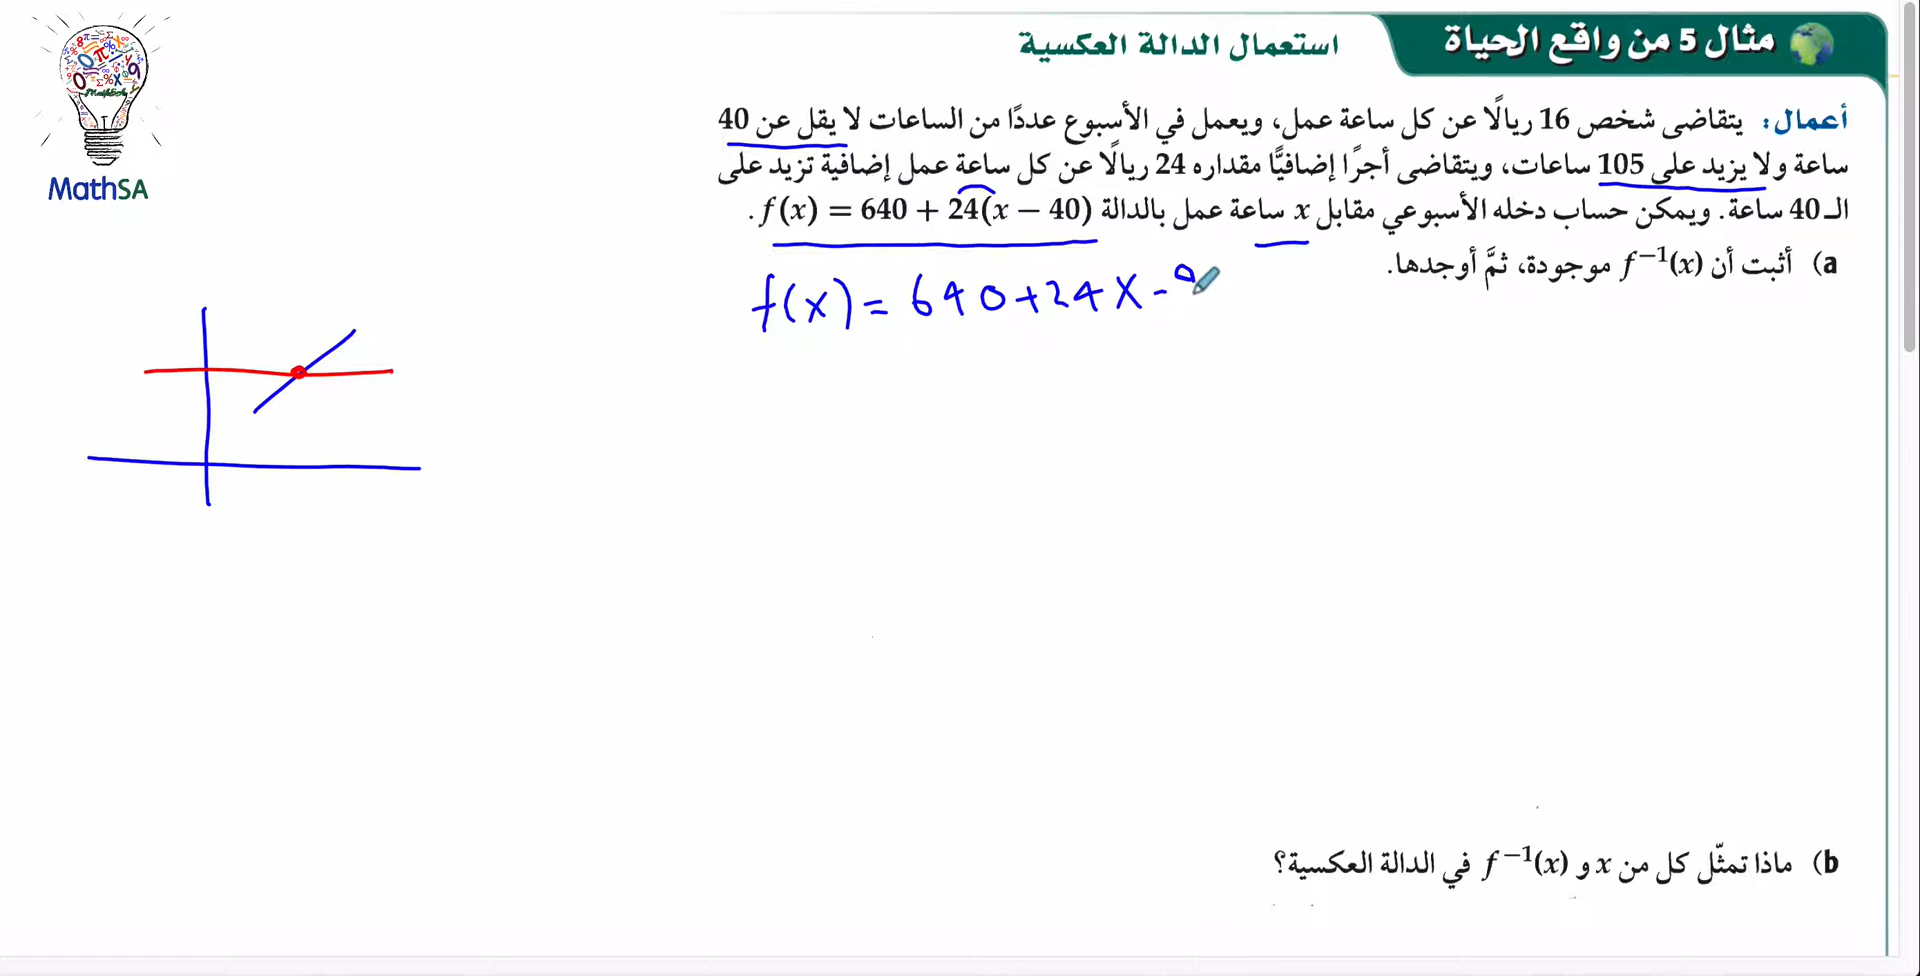 MathSA
مثال 5 من واقع الحياة
استعمال الدالة العكسية
أعمال: يتقاضى شخص 16 ريالًا عن كل ساعة عمل، ويعمل في الأسبوع عددًا من الساعات لا يقل عن 40
ساعة ولا يزيد على 105 ساعات، ويتقاضى أجرًا إضافيًّا مقداره 24 ريالًا عن كل ساعة عمل إضافية تزيد على
الـ 40 ساعة. ويمكن حساب دخله الأسبوعي مقابل x ساعة عمل بالدالة f(x) = 640 + 24(x − 40).
a) أثبت أن f⁻¹(x) موجودة، ثمَّ أوجدها.
f(x) = 640+24x-9
b) ماذا تمثّل كل من x و f⁻¹(x) في الدالة العكسية؟